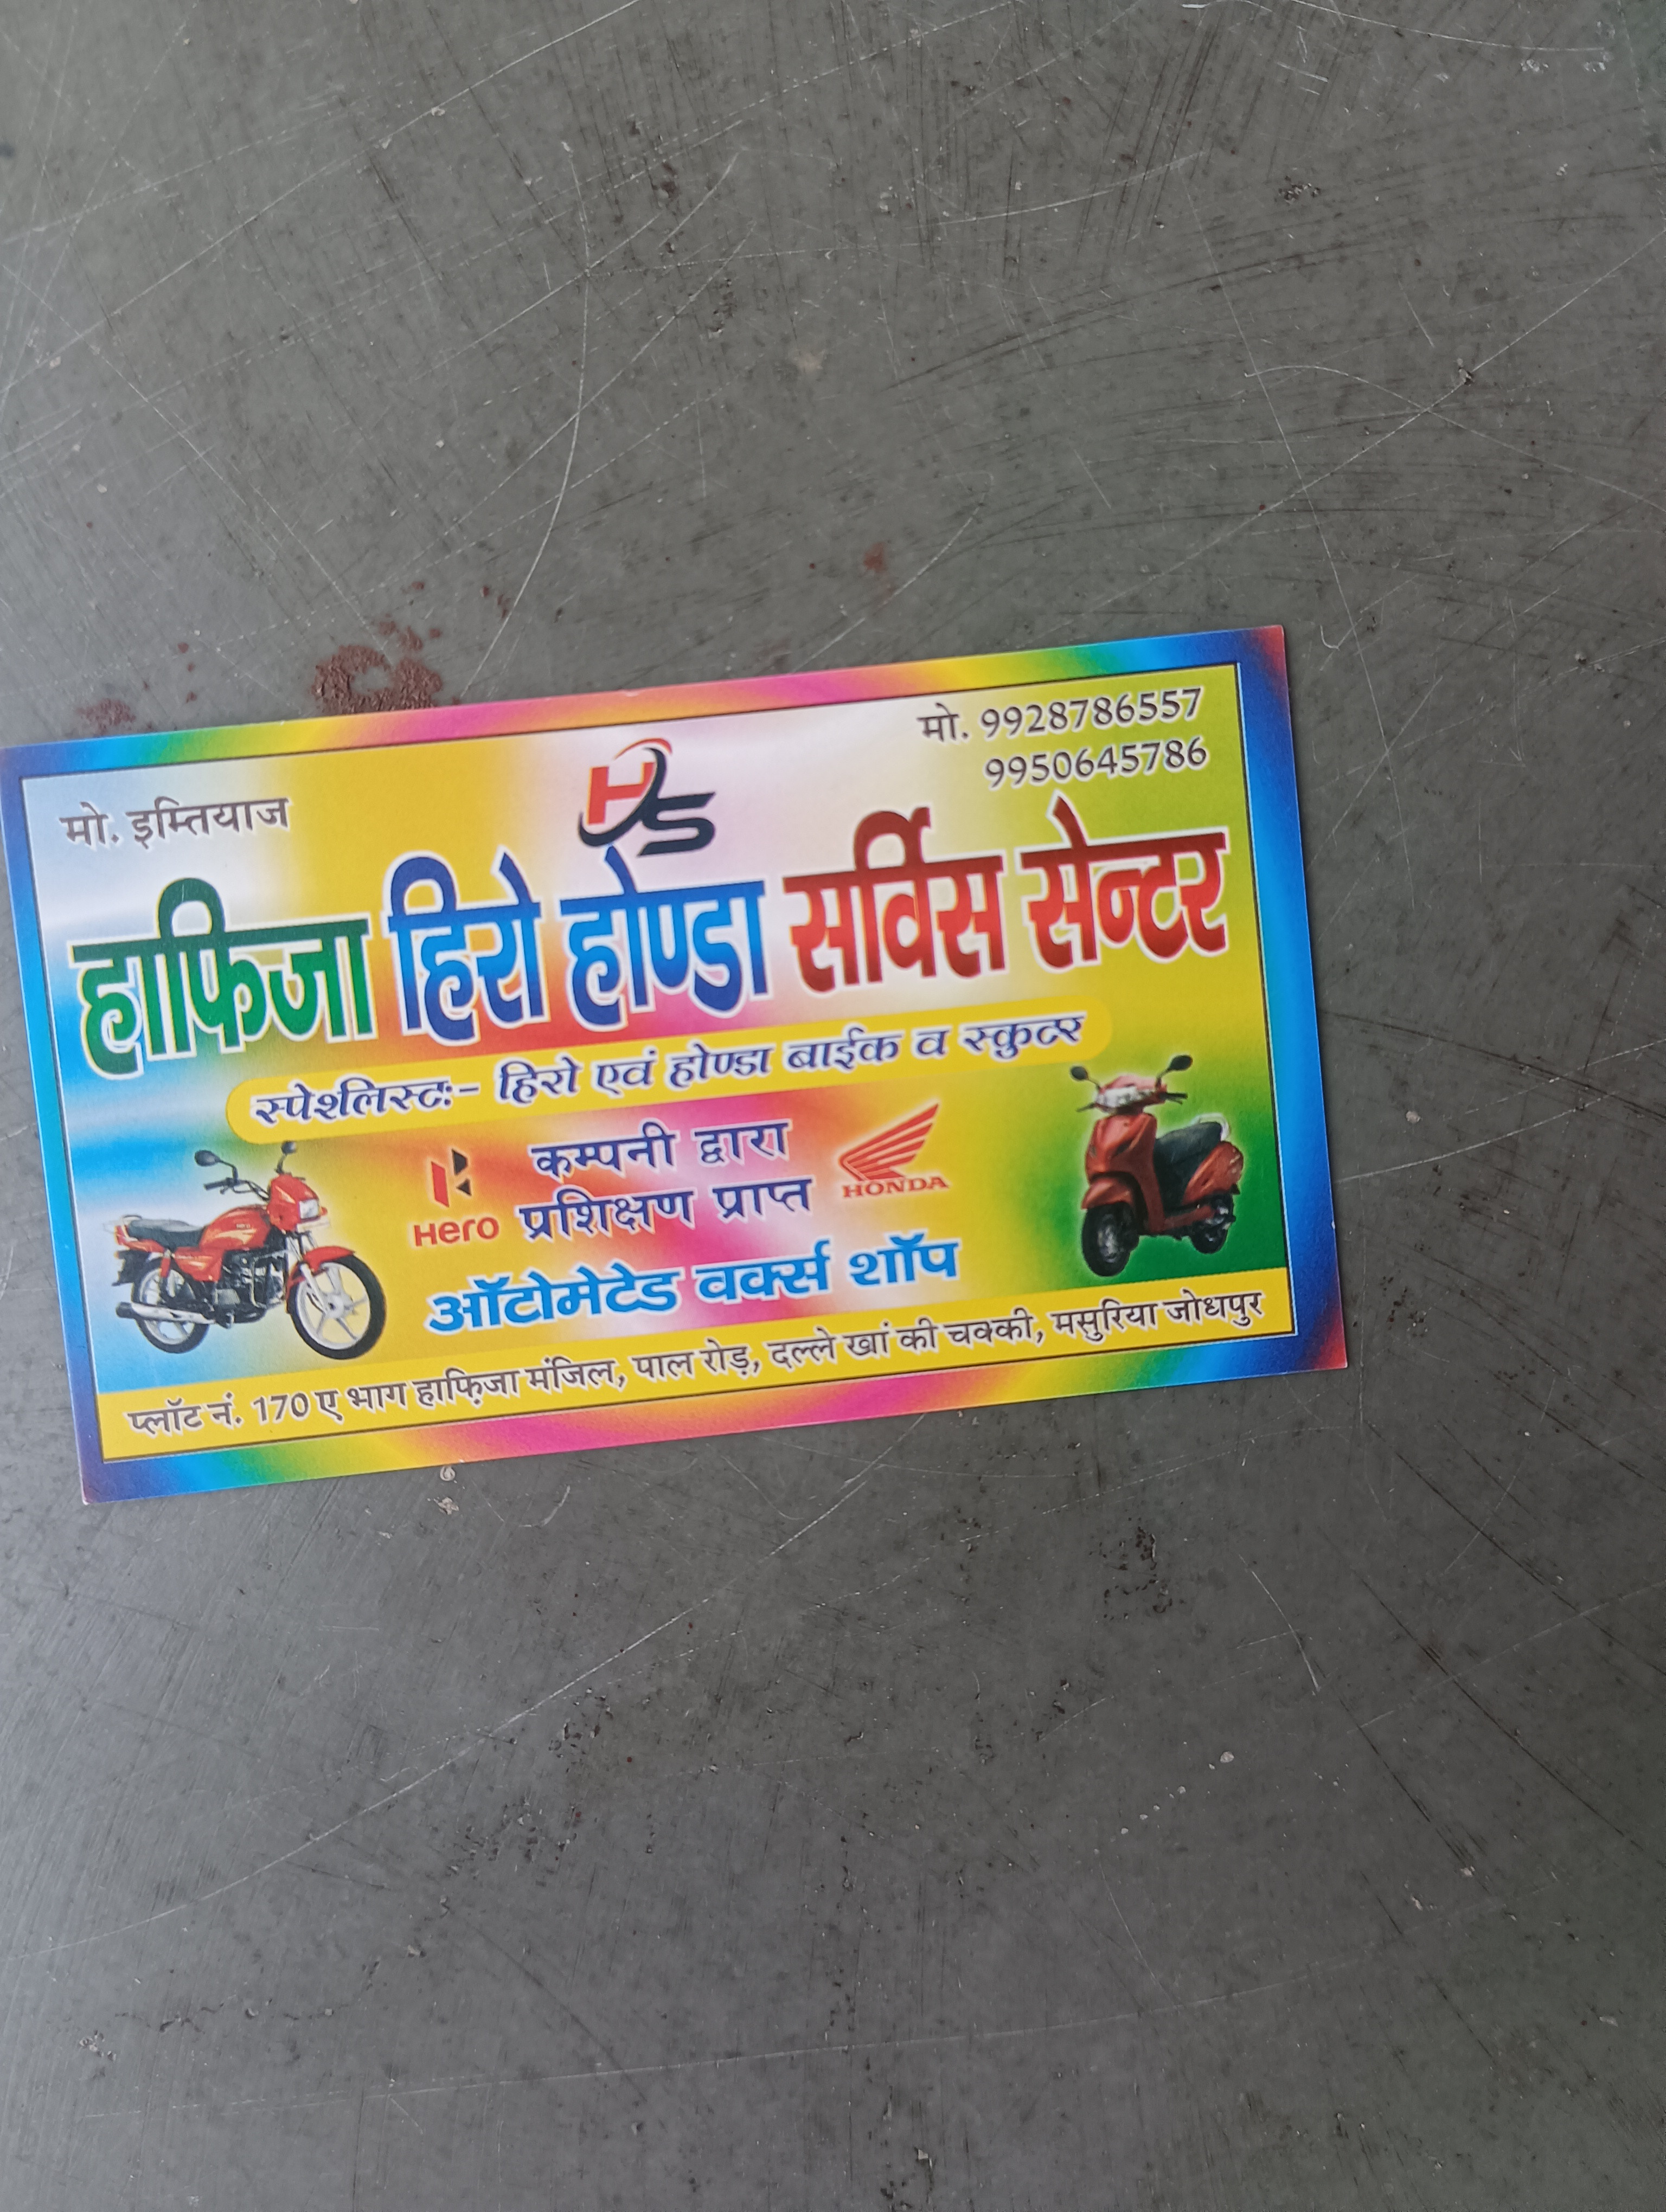 मो. इम्तियाज
HS
मो. 9928786557
9950645786
हाफिजा हिरो होण्डा सर्विस सेन्टर
स्पेश्लिस्ट:- हिरो एवं होण्डा बाईक व स्कुटर
Hero
कम्पनी द्वारा
प्रशिक्षण प्राप्त
HONDA
ऑटोमेटेड वर्क्स शॉप
प्लॉट नं. 170 ए भाग हाफि़जा मंजिल, पाल रोड़, दल्ले खां की चक्की, मसुरिया जोधपुर